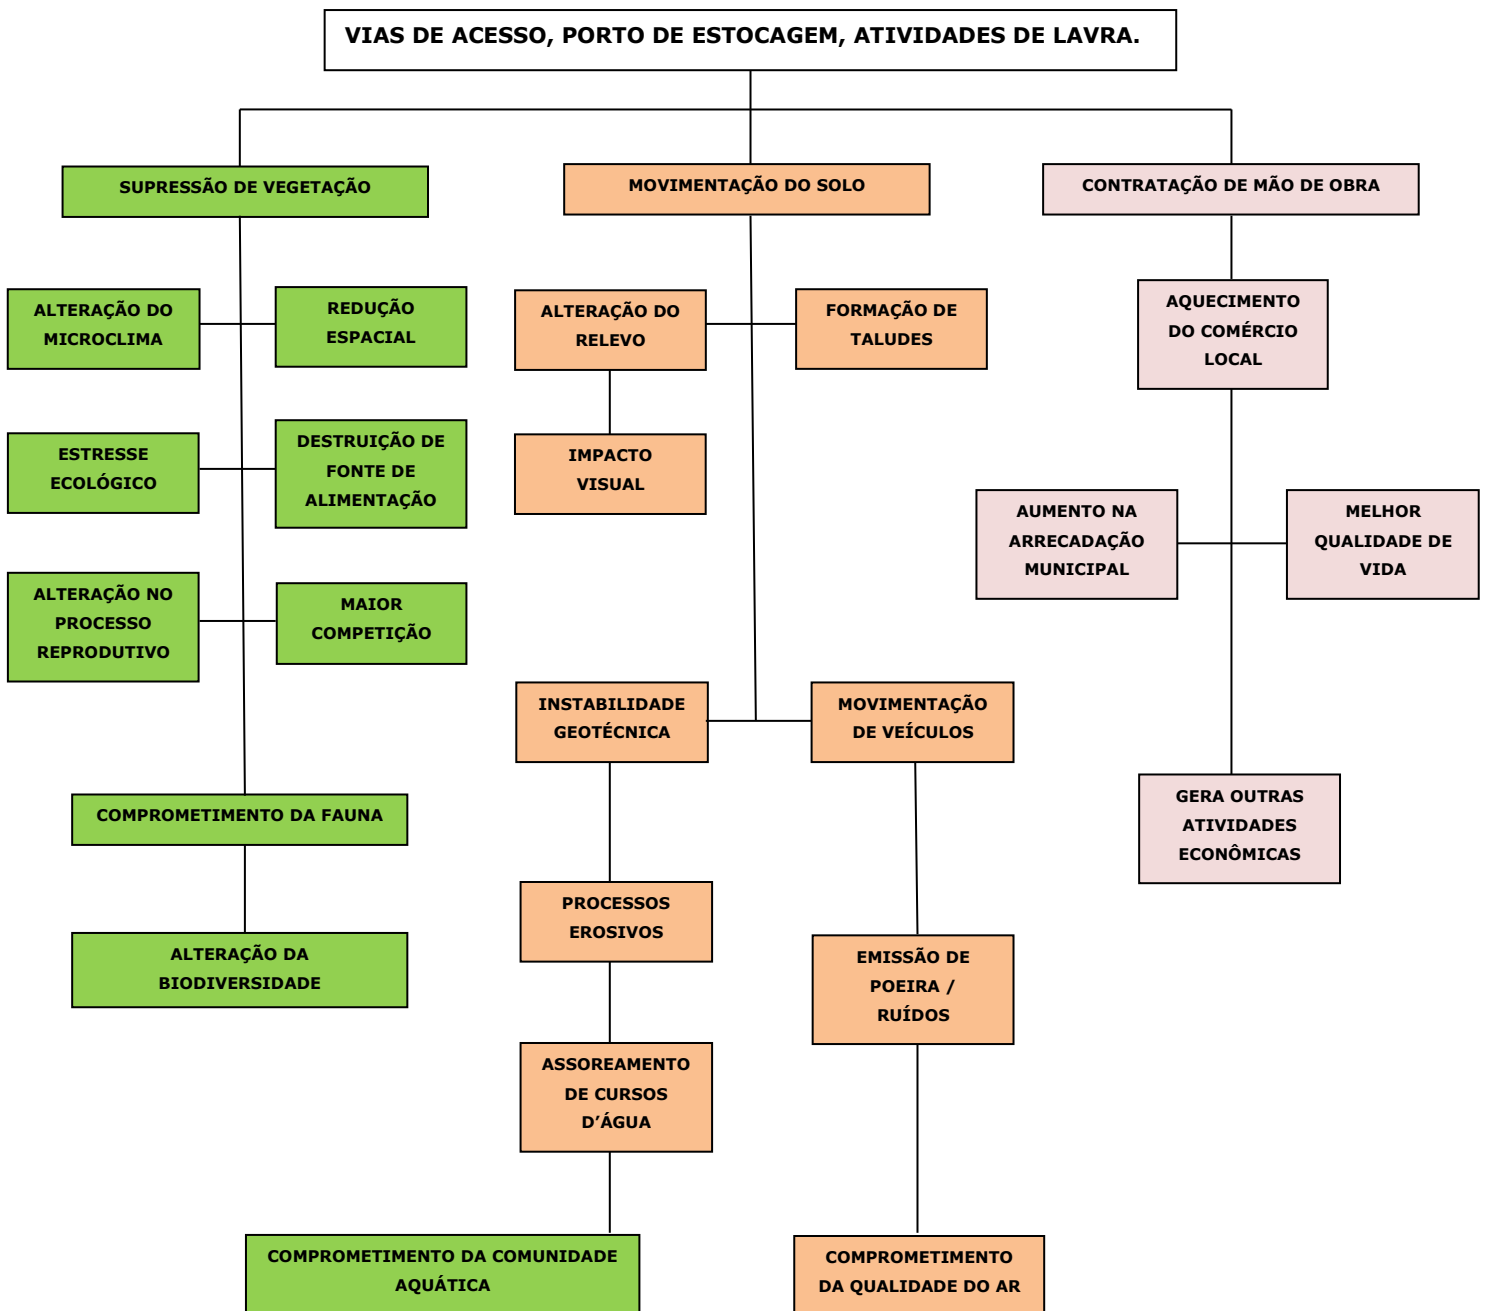 VIAS DE ACESSO, PORTO DE ESTOCAGEM, ATIVIDADES DE LAVRA.
SUPRESSÃO DE VEGETAÇÃO
MOVIMENTAÇÃO DO SOLO
CONTRATAÇÃO DE MÃO DE OBRA
ALTERAÇÃO DO
MICROCLIMA
REDUÇÃO
ESPACIAL
ALTERAÇÃO DO
RELEVO
FORMAÇÃO DE
TALUDES
AQUECIMENTO
DO COMÉRCIO
LOCAL
ESTRESSE
ECOLÓGICO
DESTRUIÇÃO DE
FONTE DE
ALIMENTAÇÃO
IMPACTO
VISUAL
AUMENTO NA
ARRECADAÇÃO
MUNICIPAL
MELHOR
QUALIDADE DE
VIDA
ALTERAÇÃO NO
PROCESSO
REPRODUTIVO
MAIOR
COMPETIÇÃO
INSTABILIDADE
GEOTÉCNICA
MOVIMENTAÇÃO
DE VEÍCULOS
COMPROMETIMENTO DA FAUNA
GERA OUTRAS
ATIVIDADES
ECONÔMICAS
PROCESSOS
EROSIVOS
ALTERAÇÃO DA
BIODIVERSIDADE
EMISSÃO DE
POEIRA /
RUÍDOS
ASSOREAMENTO
DE CURSOS
D’ÁGUA
COMPROMETIMENTO DA COMUNIDADE
AQUÁTICA
COMPROMETIMENTO
DA QUALIDADE DO AR